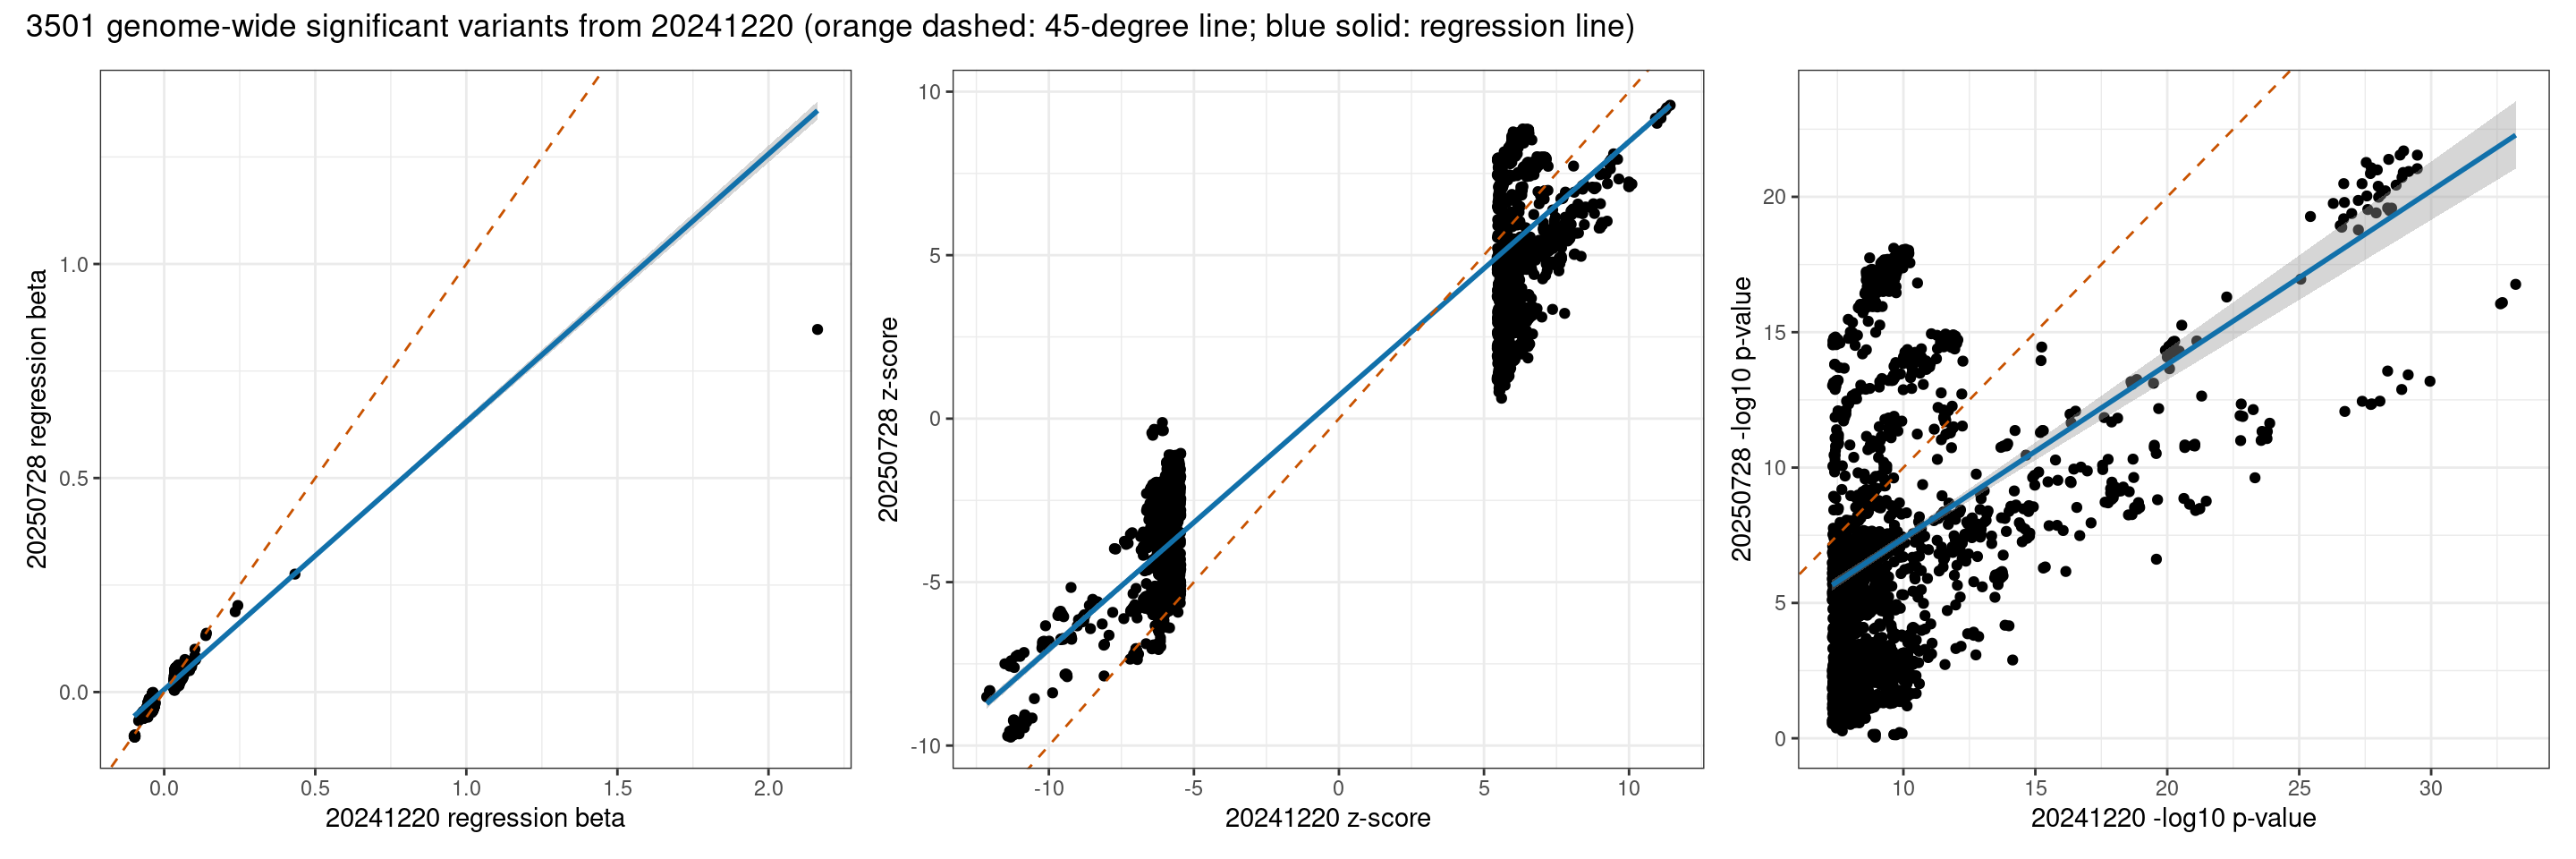 3501 genome-wide significant variants from 20241220 (orange dashed: 45-degree line; blue solid: regression line)
20250728 regression beta
1.0
0.5
0.0
0.0 0.5 1.0 1.5 2.0
20241220 regression beta
20250728 z-score
10
5
0
-5
-10
-10 -5 0 5 10
20241220 z-score
20250728 -log10 p-value
20
15
10
5
0
10 15 20 25 30
20241220 -log10 p-value